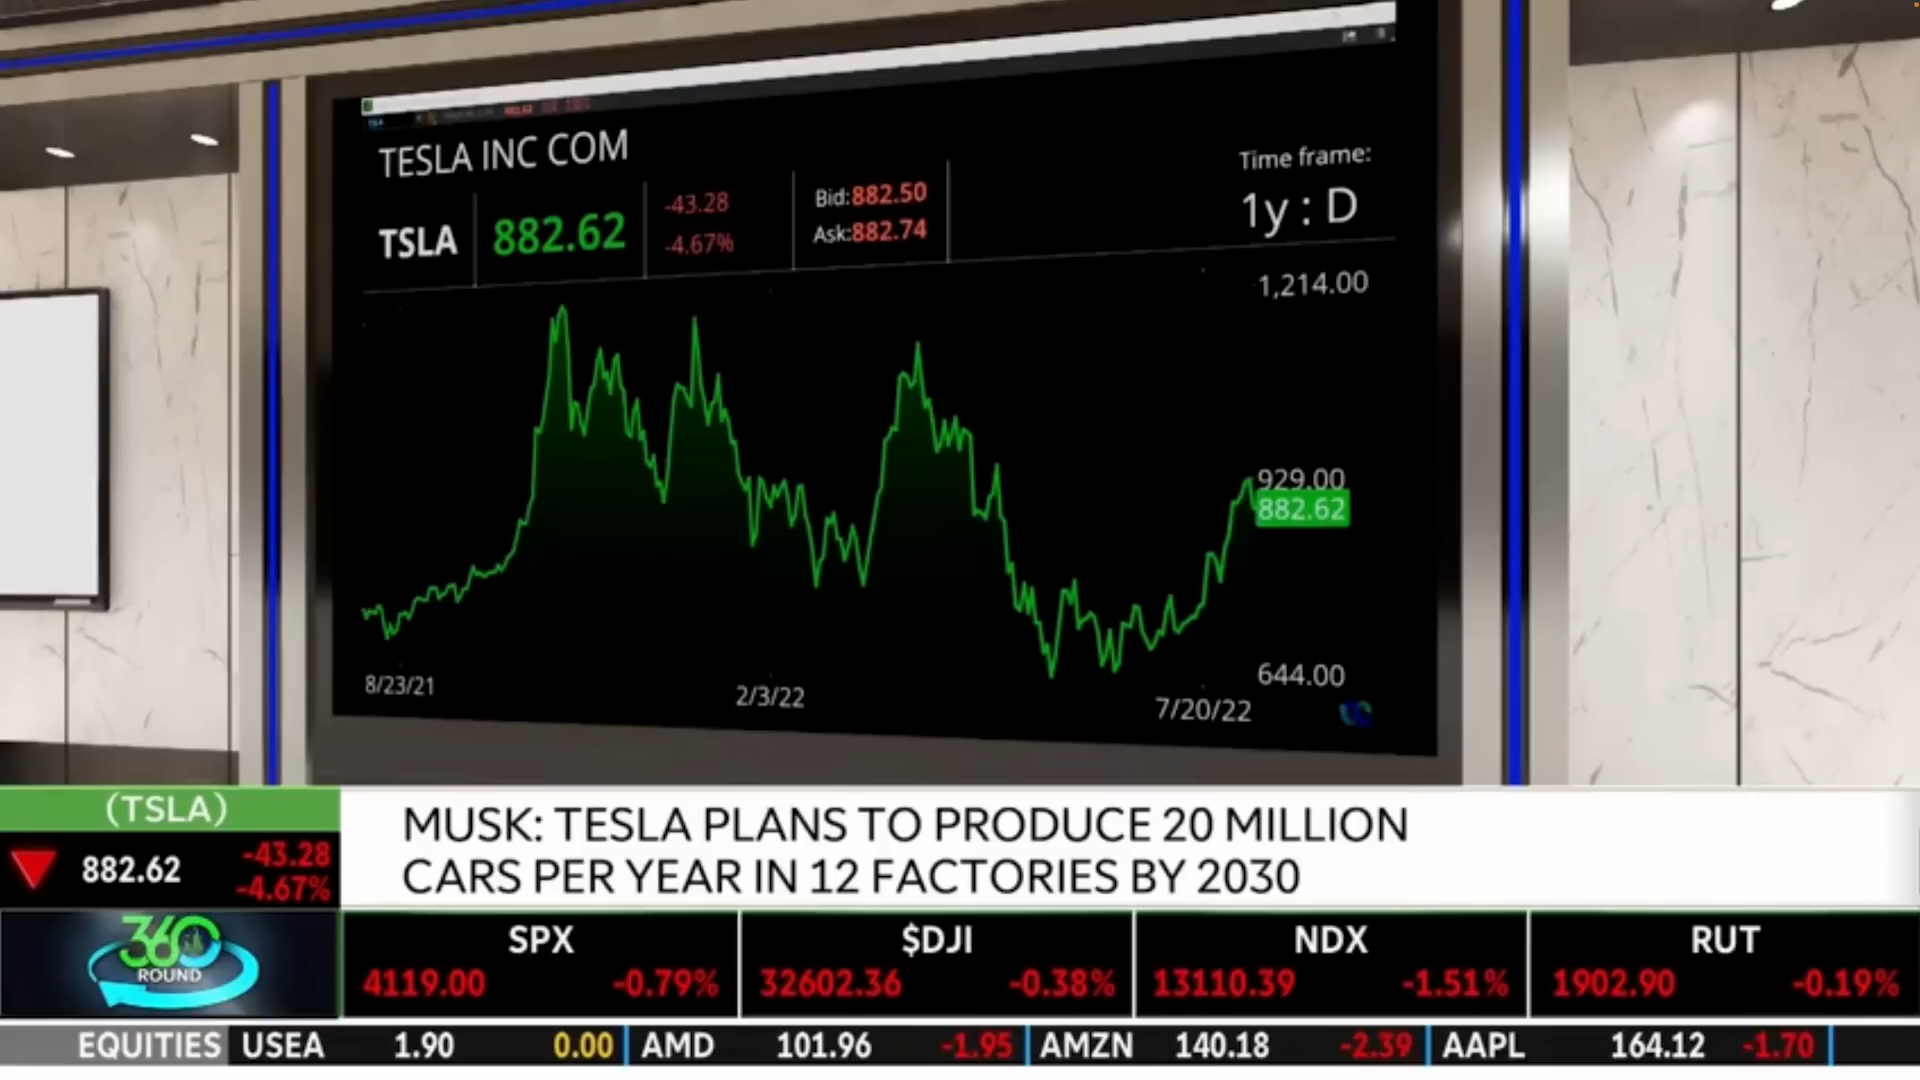 TESLA INC COM
TSLA
882.62
-43.28
-4.67%
Bid:882.50
Ask:882.74
Time frame:
1y : D
1,214.00
929.00
882.62
644.00
8/23/21
2/3/22
7/20/22
(TSLA)
882.62
-43.28
-4.67%
MUSK: TESLA PLANS TO PRODUCE 20 MILLION
CARS PER YEAR IN 12 FACTORIES BY 2030
360
ROUND
SPX
4119.00 -0.79%
$DJI
32602.36 -0.38%
NDX
13110.39 -1.51%
RUT
1902.90 -0.19%
EQUITIES USEA 1.90 0.00 AMD 101.96 -1.95 AMZN 140.18 -2.39 AAPL 164.12 -1.70